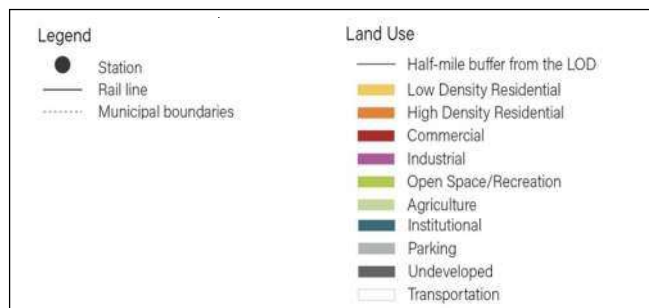 Legend
Station
Rail line
Municipal boundaries
Land Use
Half-mile buffer from the LOD
Low Density Residential
High Density Residential
Commercial
Industrial
Open Space/Recreation
Agriculture
Institutional
Parking
Undeveloped
Transportation